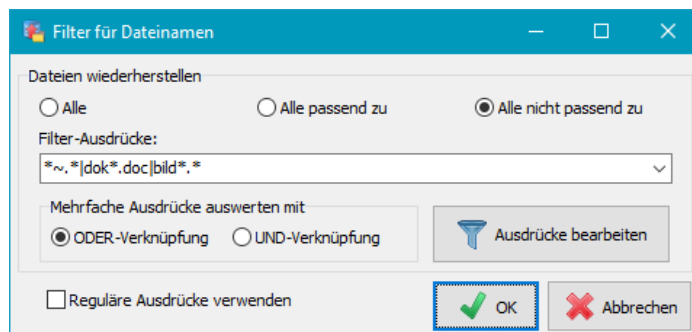 Filter für Dateinamen
Dateien wiederherstellen
Alle Alle passend zu Alle nicht passend zu
Filter-Ausdrücke:
*~.*|dok*.doc|bild*.*
Mehrfache Ausdrücke auswerten mit
ODER-Verknüpfung UND-Verknüpfung Ausdrücke bearbeiten
Reguläre Ausdrücke verwenden OK Abbrechen